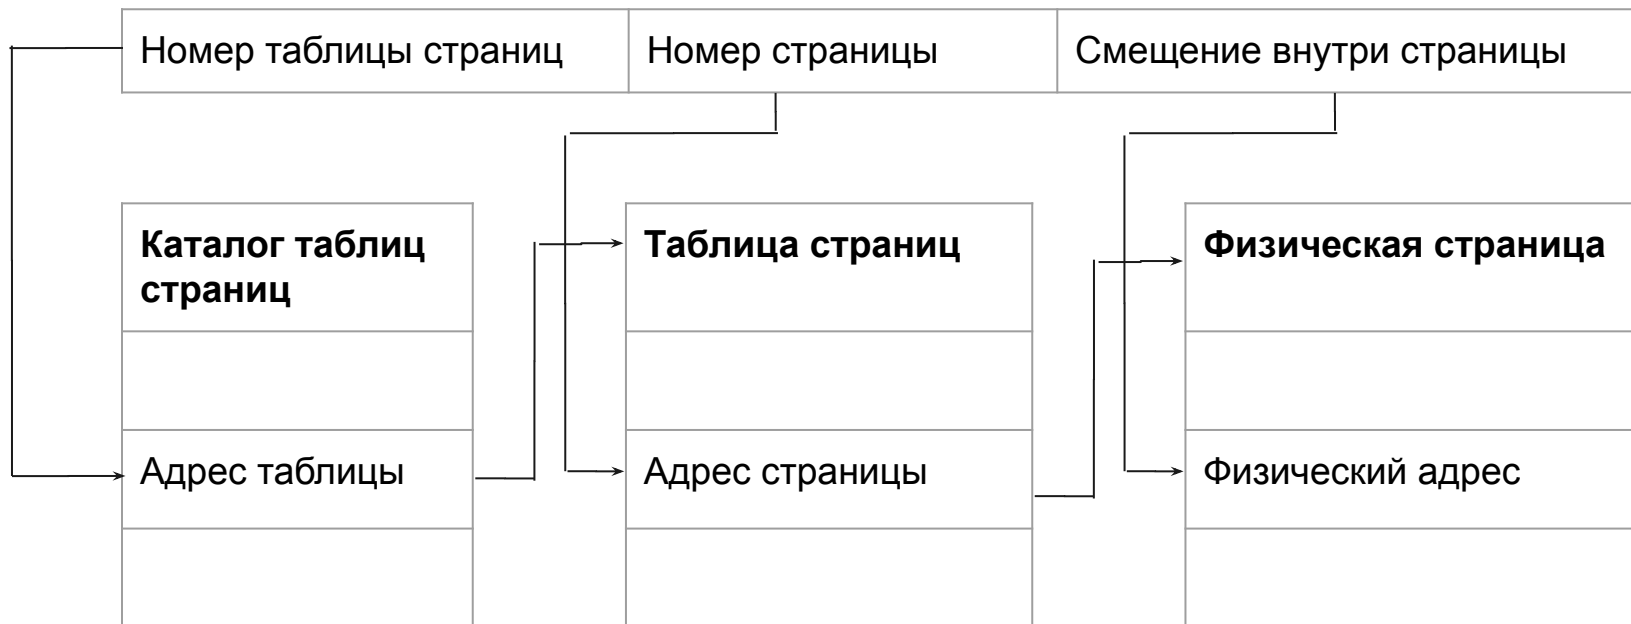 Номер таблицы страниц
Номер страницы
Смещение внутри страницы
Каталог таблиц
страниц
Таблица страниц
Физическая страница
Адрес таблицы
Адрес страницы
Физический адрес